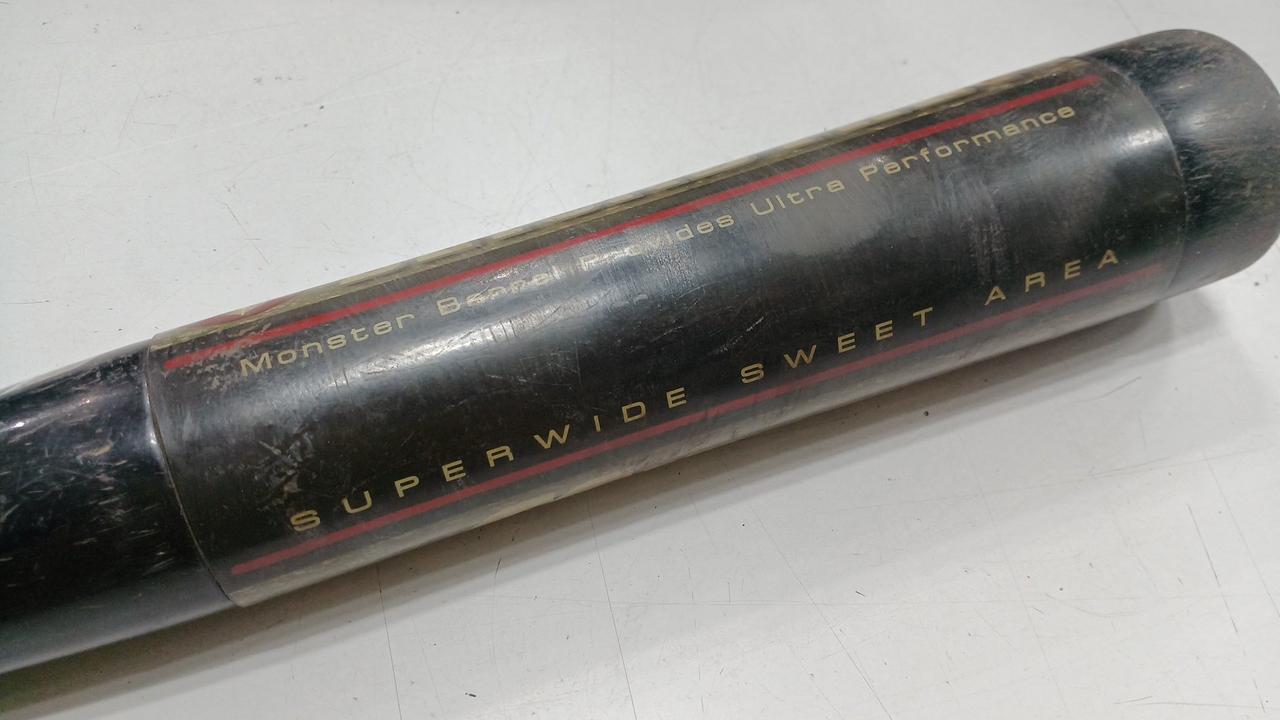 Monster Barrel Provides Ultra Performance
SUPERWIDE SWEET AREA